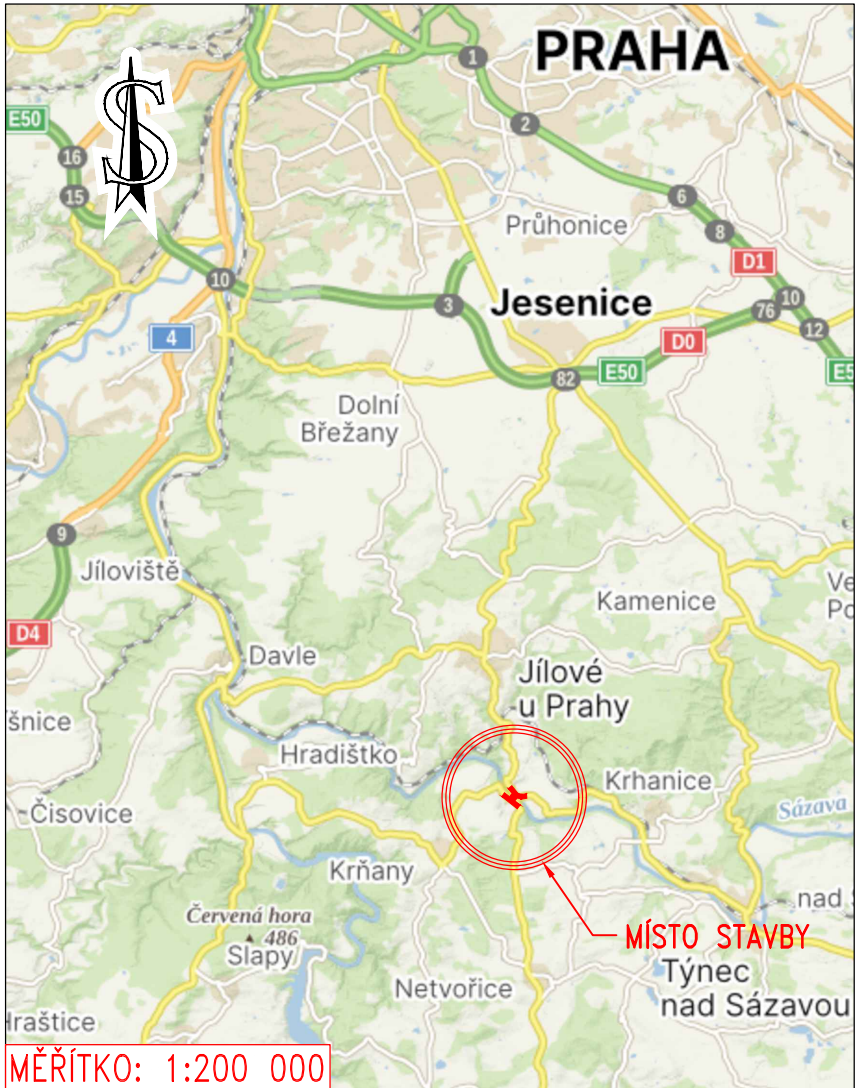 PRAHA
1
E50
2
16
S
15
6
Průhonice
8
D1
10
10
3
Jesenice
76
12
4
D0
E50
E5
82
Dolní
Břežany
9
Jíloviště
Kamenice
Ve
Po
D4
Davle
Jílové
u Prahy
išnice
Hradištko
Krhanice
Čisovice
Sázava
Krňany
Červená hora
486
Slapy
nad S
MÍSTO STAVBY
Netvořice
Týnec
nad Sázavou
Hraštice
MĚŘÍTKO: 1:200 000